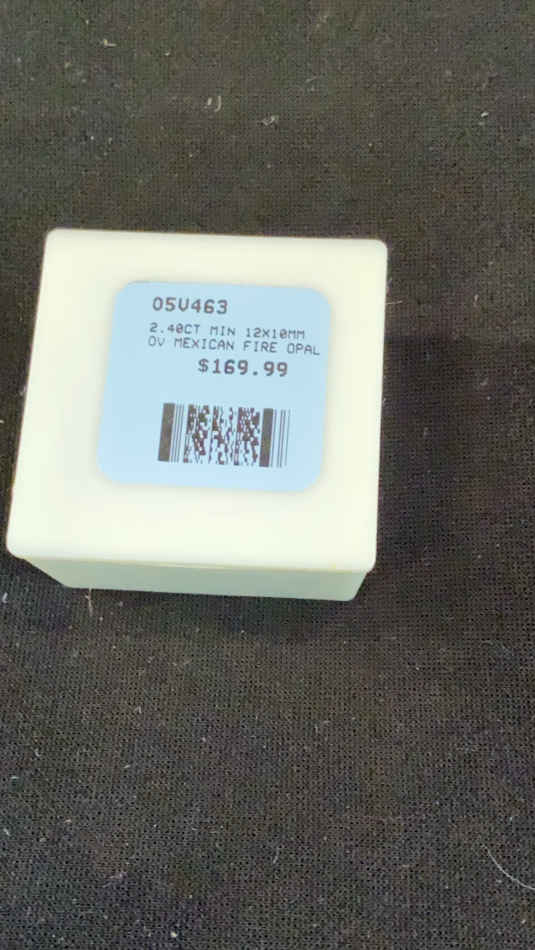 05V463
2.40CT MIN 12X10MM
OV MEXICAN FIRE OPAL
$169.99